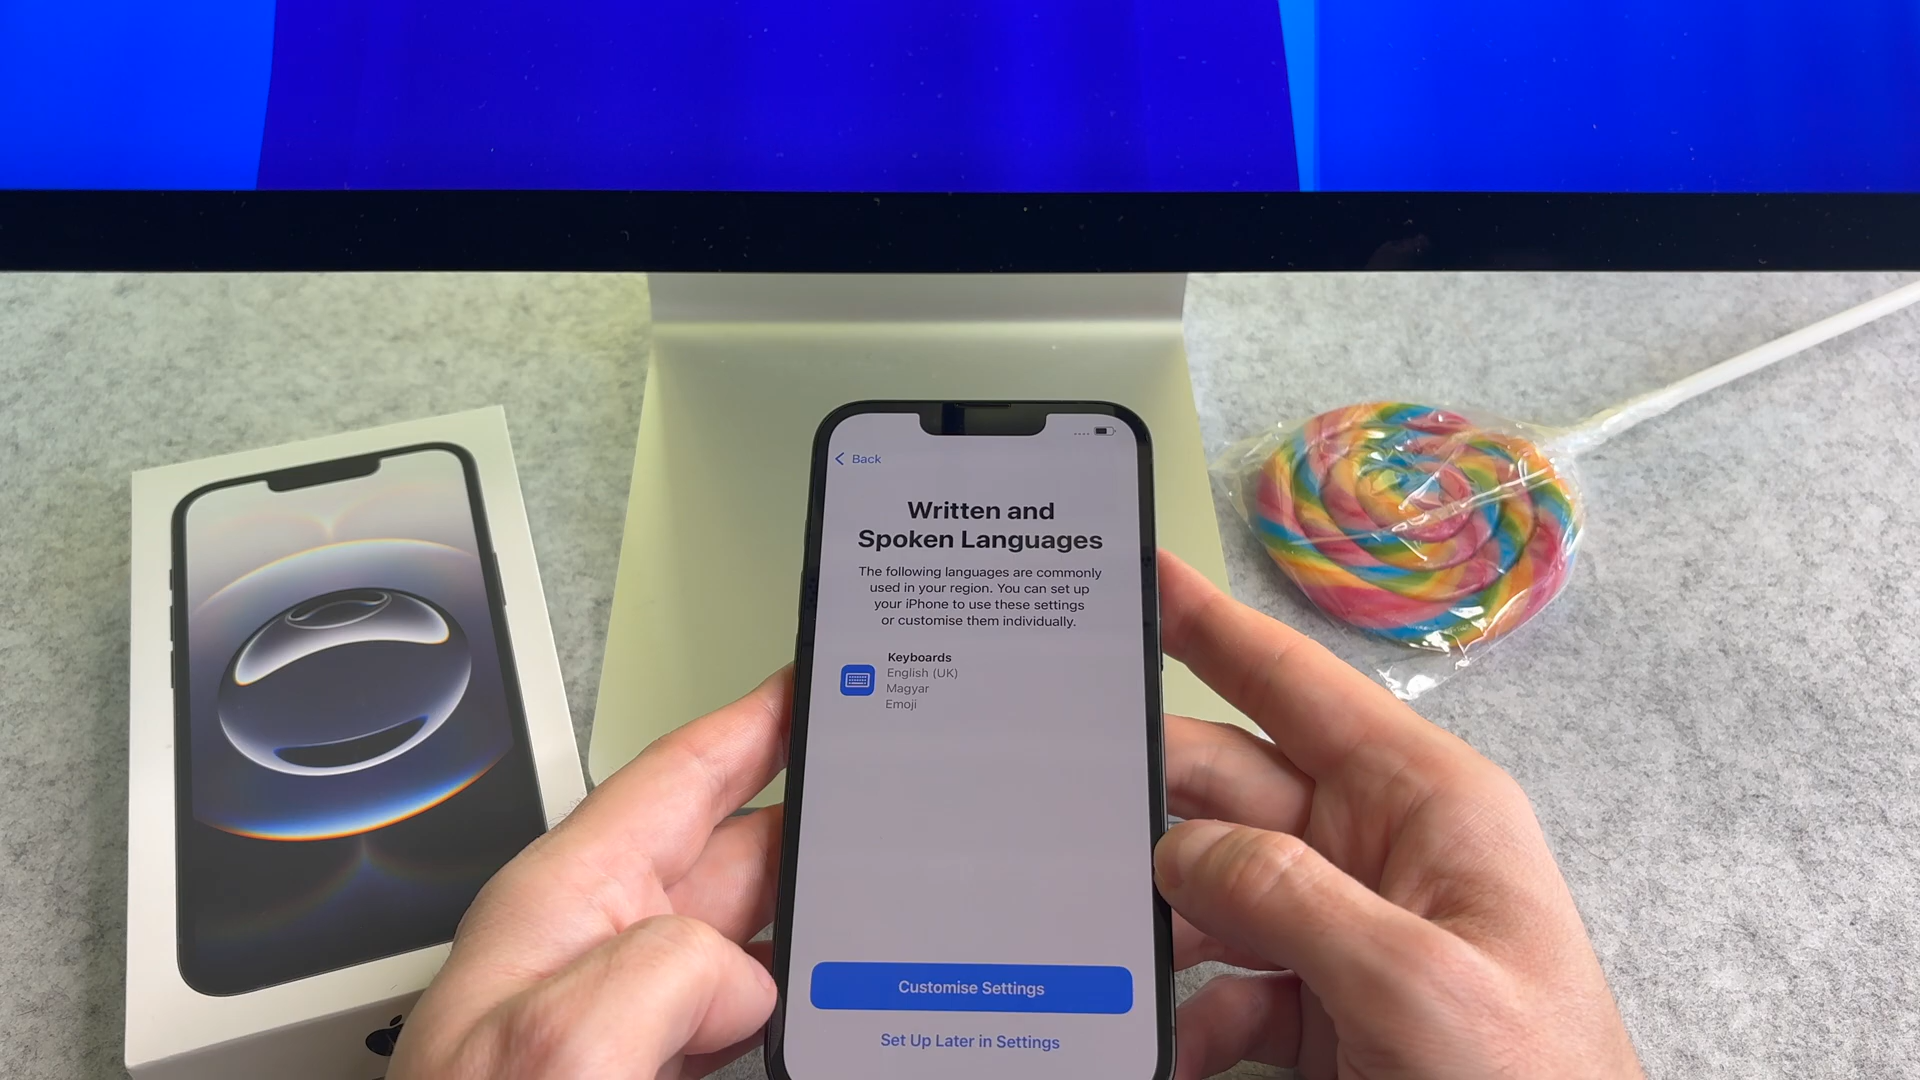 Back
Written and
Spoken Languages
The following languages are commonly
used in your region. You can set up
your iPhone to use these settings
or customise them individually.
Keyboards
English (UK)
Magyar
Emoji
Customise Settings
Set Up Later in Settings